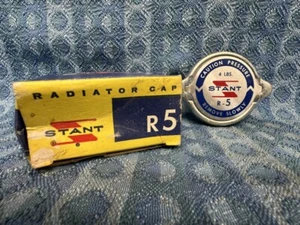 RADIATOR CAP
STANT
R5
CAUTION PRESSURE
4 LBS.
STANT
R-5
REMOVE SLOWLY